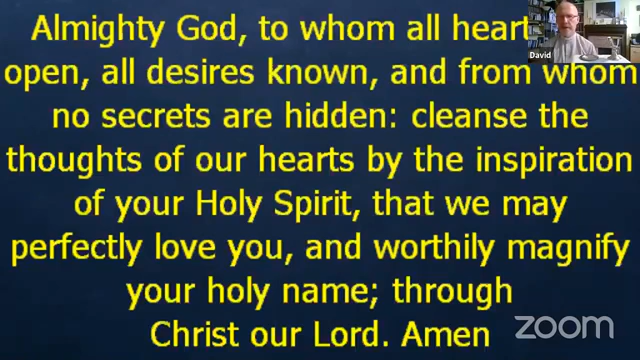 Almighty God, to whom all heart
open, all desires known, and from whom
no secrets are hidden: cleanse the
thoughts of our hearts by the inspiration
of your Holy Spirit, that we may
perfectly love you, and worthily magnify
your holy name; through
Christ our Lord. Amen
David
zoom